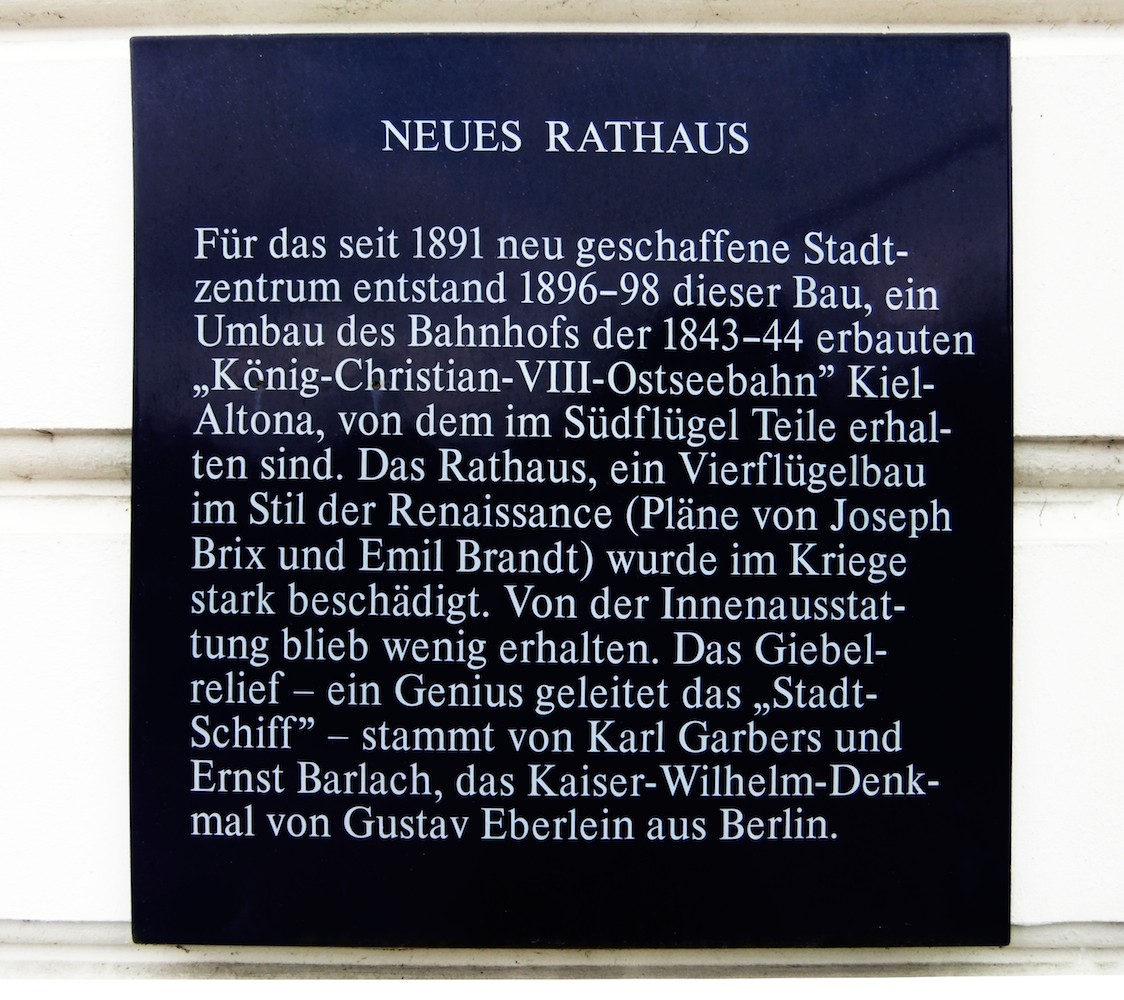 NEUES RATHAUS
Für das seit 1891 neu geschaffene Stadt-
zentrum entstand 1896–98 dieser Bau, ein
Umbau des Bahnhofs der 1843–44 erbauten
„König-Christian-VIII-Ostseebahn” Kiel-
Altona, von dem im Südflügel Teile erhal-
ten sind. Das Rathaus, ein Vierflügelbau
im Stil der Renaissance (Pläne von Joseph
Brix und Emil Brandt) wurde im Kriege
stark beschädigt. Von der Innenausstat-
tung blieb wenig erhalten. Das Giebel-
relief – ein Genius geleitet das „Stadt-
Schiff” – stammt von Karl Garbers und
Ernst Barlach, das Kaiser-Wilhelm-Denk-
mal von Gustav Eberlein aus Berlin.